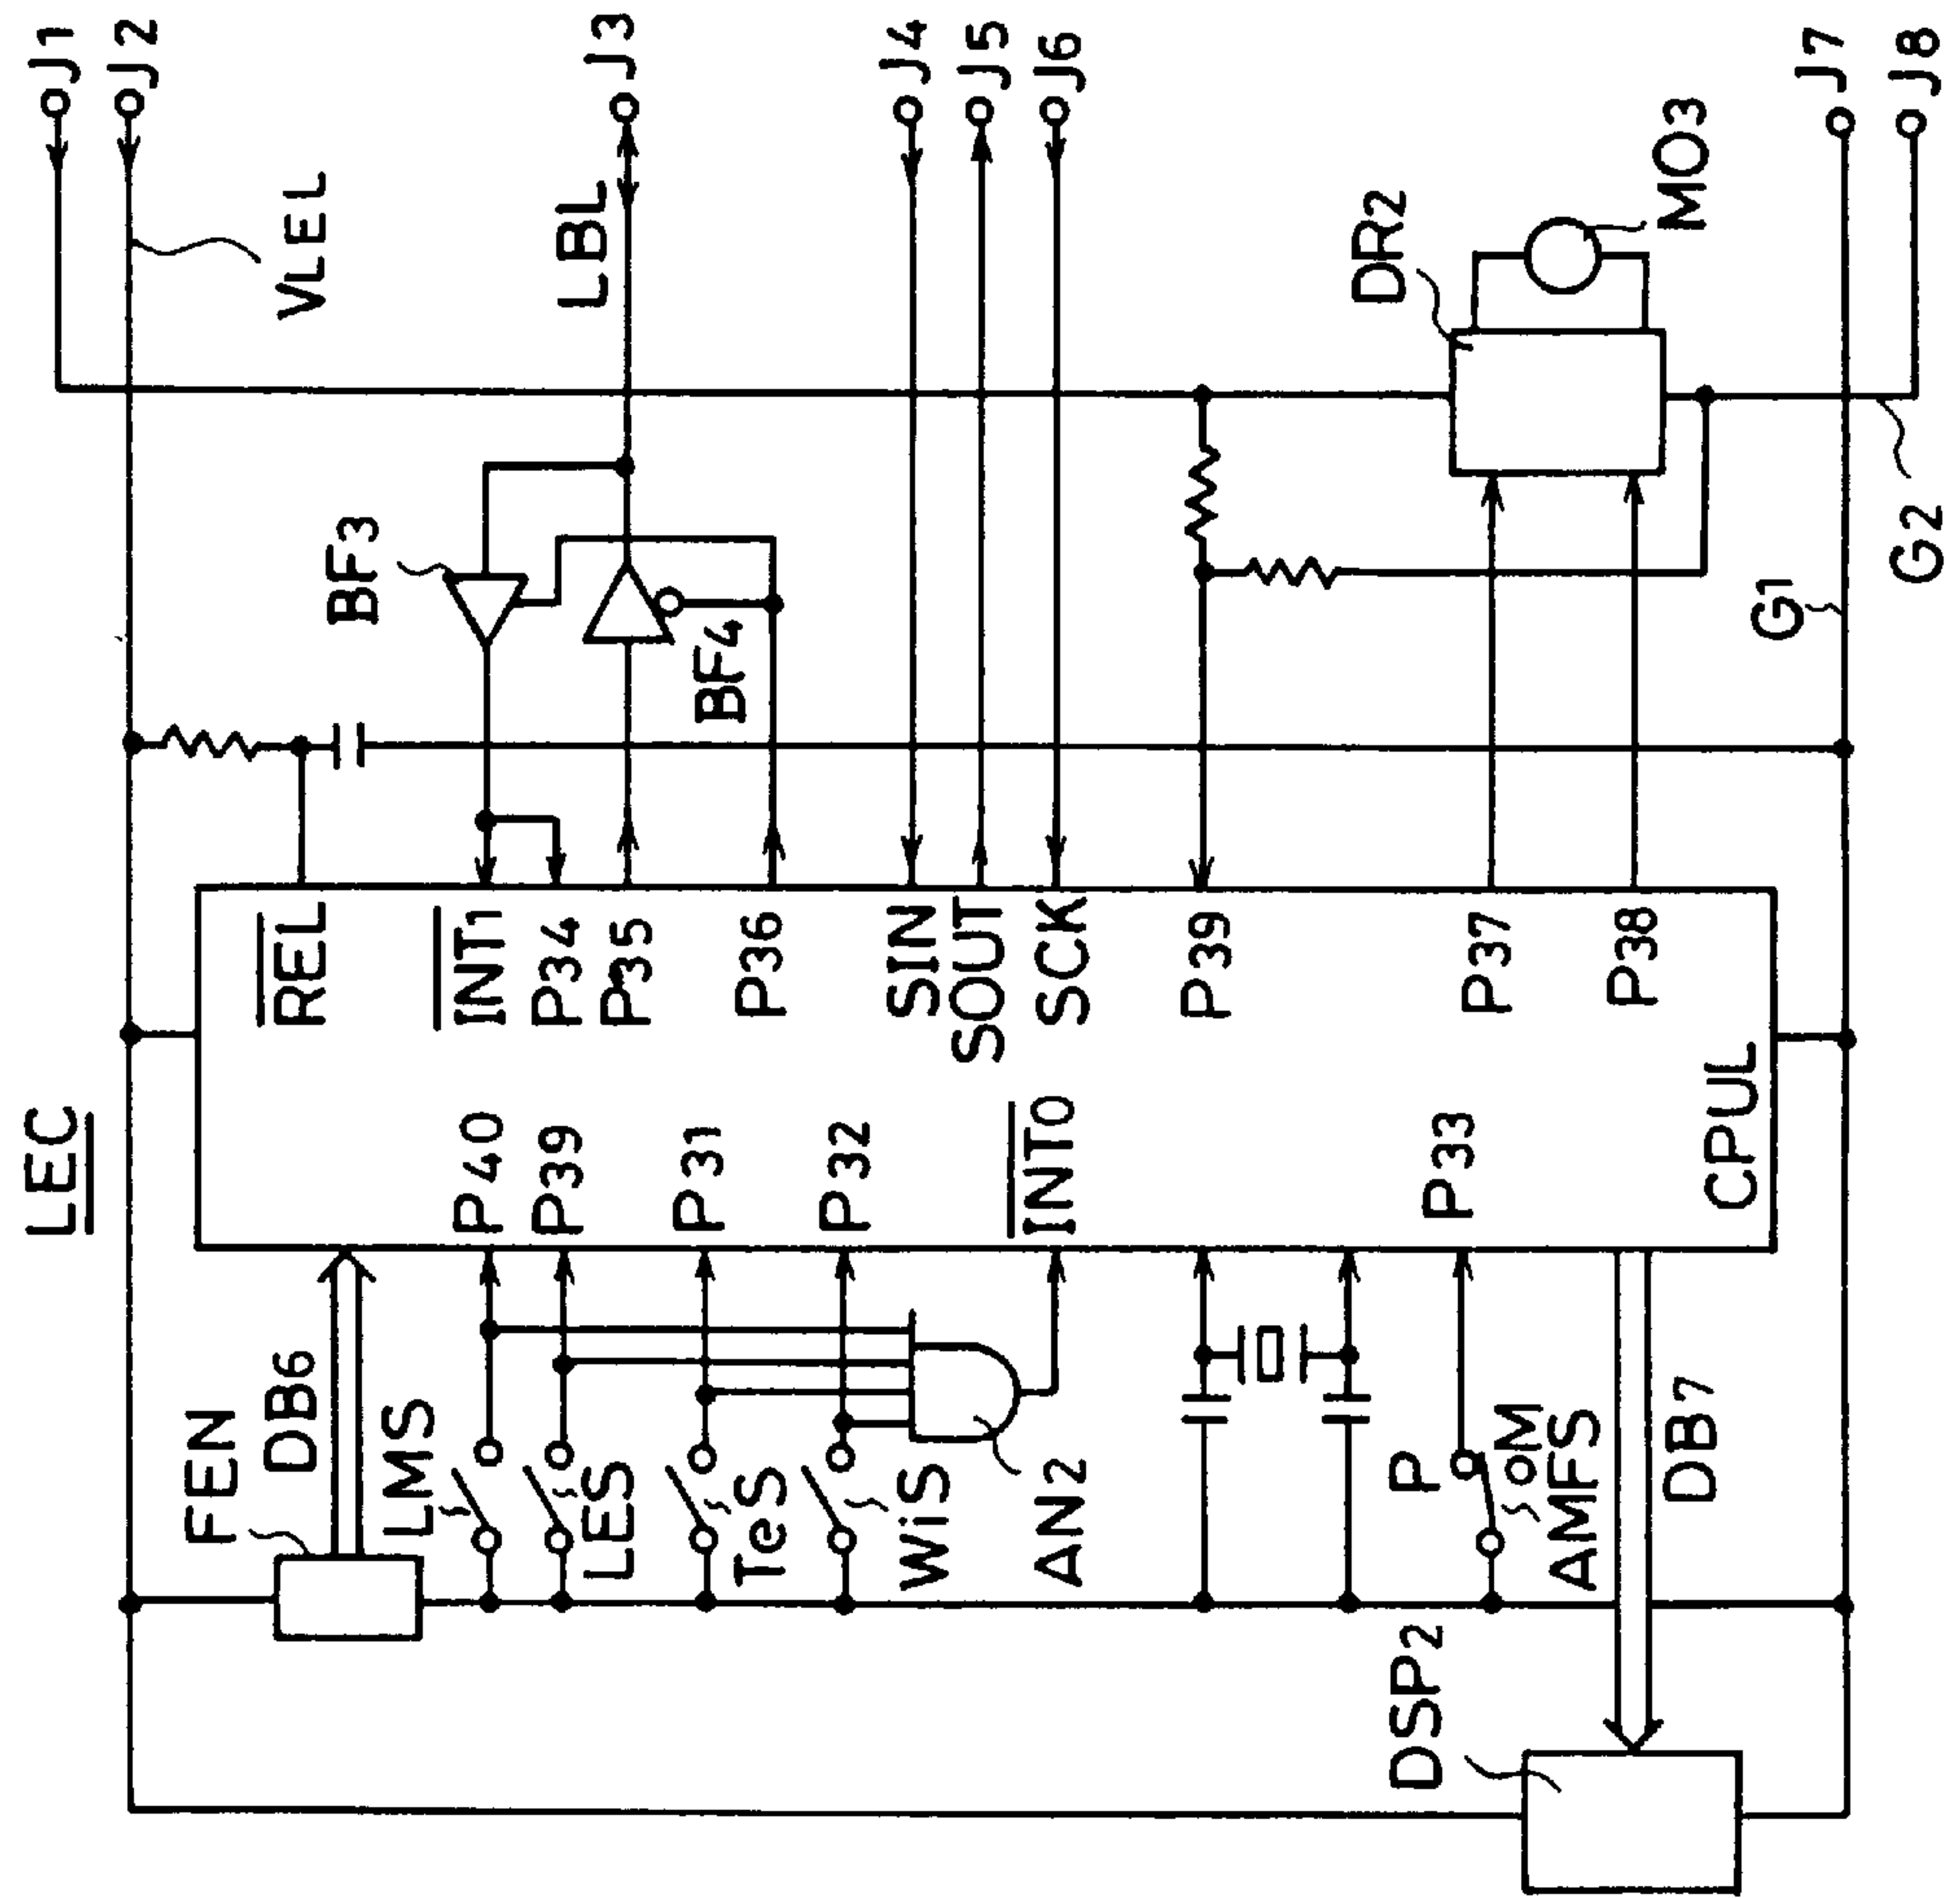 LEC
J1
J2
VLEL
J3
LBL
J4
J5
J6
J7
J8
BF3
BF4
DR2
MO3
G1
G2
REL
INT1
P34
P35
P36
SIN
SOUT
SCK
P39
P37
P38
P40
P39
P31
P32
INT0
P33
CPUL
FEN
DB6
LMS
LES
TeS
WiS
AN2
P
M
AMFS
DB7
DSP2